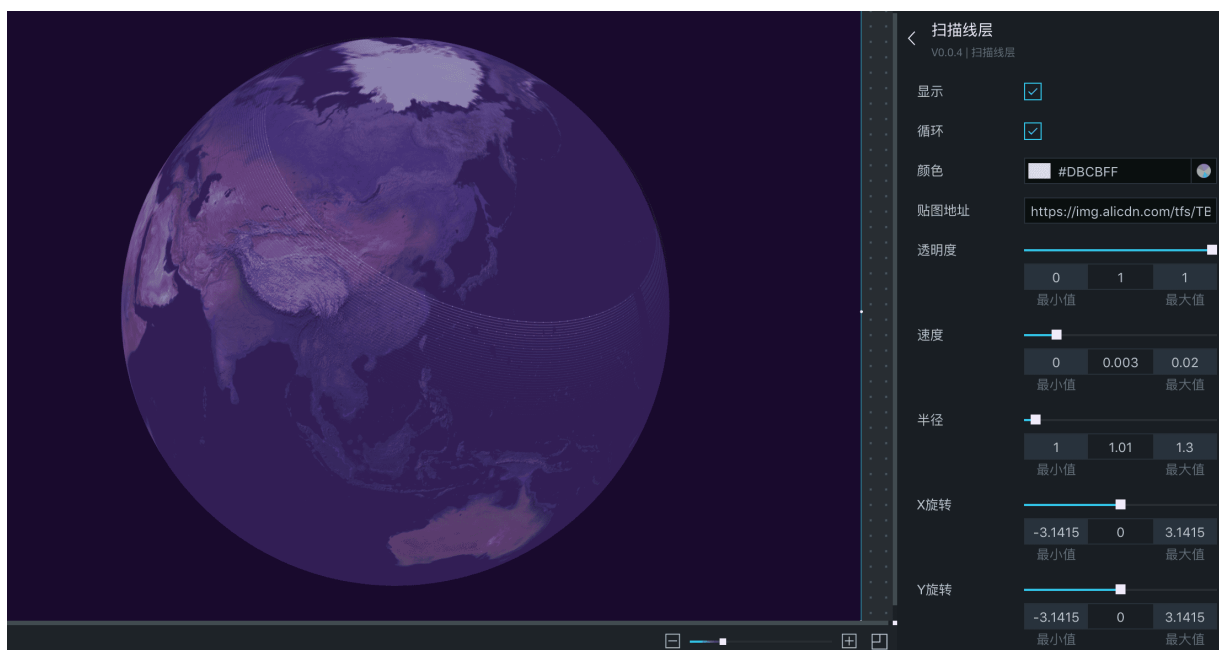 扫描线层
V0.0.4 | 扫描线层
显示
循环
颜色
#DBCBFF
贴图地址
https://img.alicdn.com/tfs/TE
透明度
0 1 1
最小值 最大值
速度
0 0.003 0.02
最小值 最大值
半径
1 1.01 1.3
最小值 最大值
X旋转
-3.1415 0 3.1415
最小值 最大值
Y旋转
-3.1415 0 3.1415
最小值 最大值